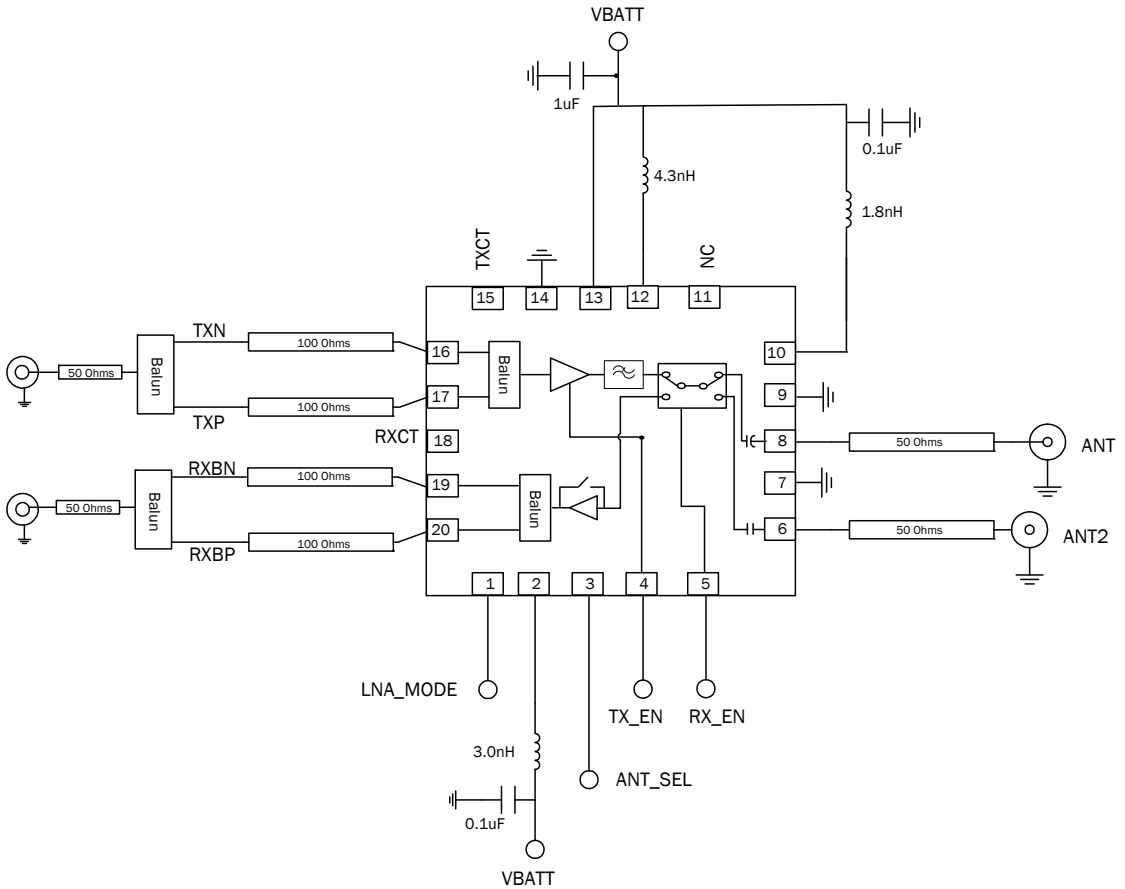 VBATT
1uF
0.1uF
4.3nH
1.8nH
TXCT
NC
15
14
13
12
11
TXN
100 Ohms
50 Ohms
Balun
16
Balun
10
9
TXP
100 Ohms
17
RXCT
18
8
50 Ohms
ANT
RXBN
100 Ohms
19
7
50 Ohms
Balun
Balun
RXBP
100 Ohms
20
6
50 Ohms
ANT2
1
2
3
4
5
LNA_MODE
TX_EN
RX_EN
3.0nH
ANT_SEL
0.1uF
VBATT